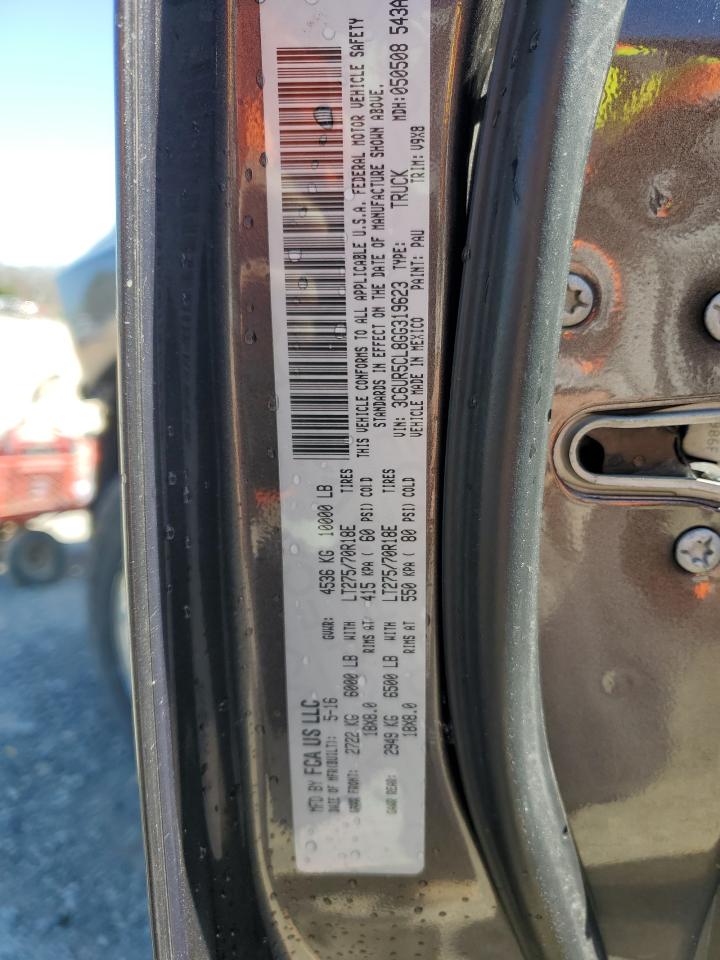 MFD BY FCA US LLC
DATE OF MFR(BUILT): 5-16 GVWR: 4536 KG 10000 LB
GAWR FRONT: 2722 KG 6000 LB WITH LT275/70R18E TIRES
18X8.0 RIMS AT 415 KPA ( 60 PSI) COLD
GAWR REAR: 2949 KG 6500 LB WITH LT275/70R18E TIRES
18X8.0 RIMS AT 550 KPA ( 80 PSI) COLD
THIS VEHICLE CONFORMS TO ALL APPLICABLE U.S.A. FEDERAL MOTOR VEHICLE SAFETY
STANDARDS IN EFFECT ON THE DATE OF MANUFACTURE SHOWN ABOVE.
VIN: 3C6UR5CL8GG319623 TYPE: TRUCK MDH:050508 543A
VEHICLE MADE IN MEXICO PAINT: PAU TRIM: V9X8